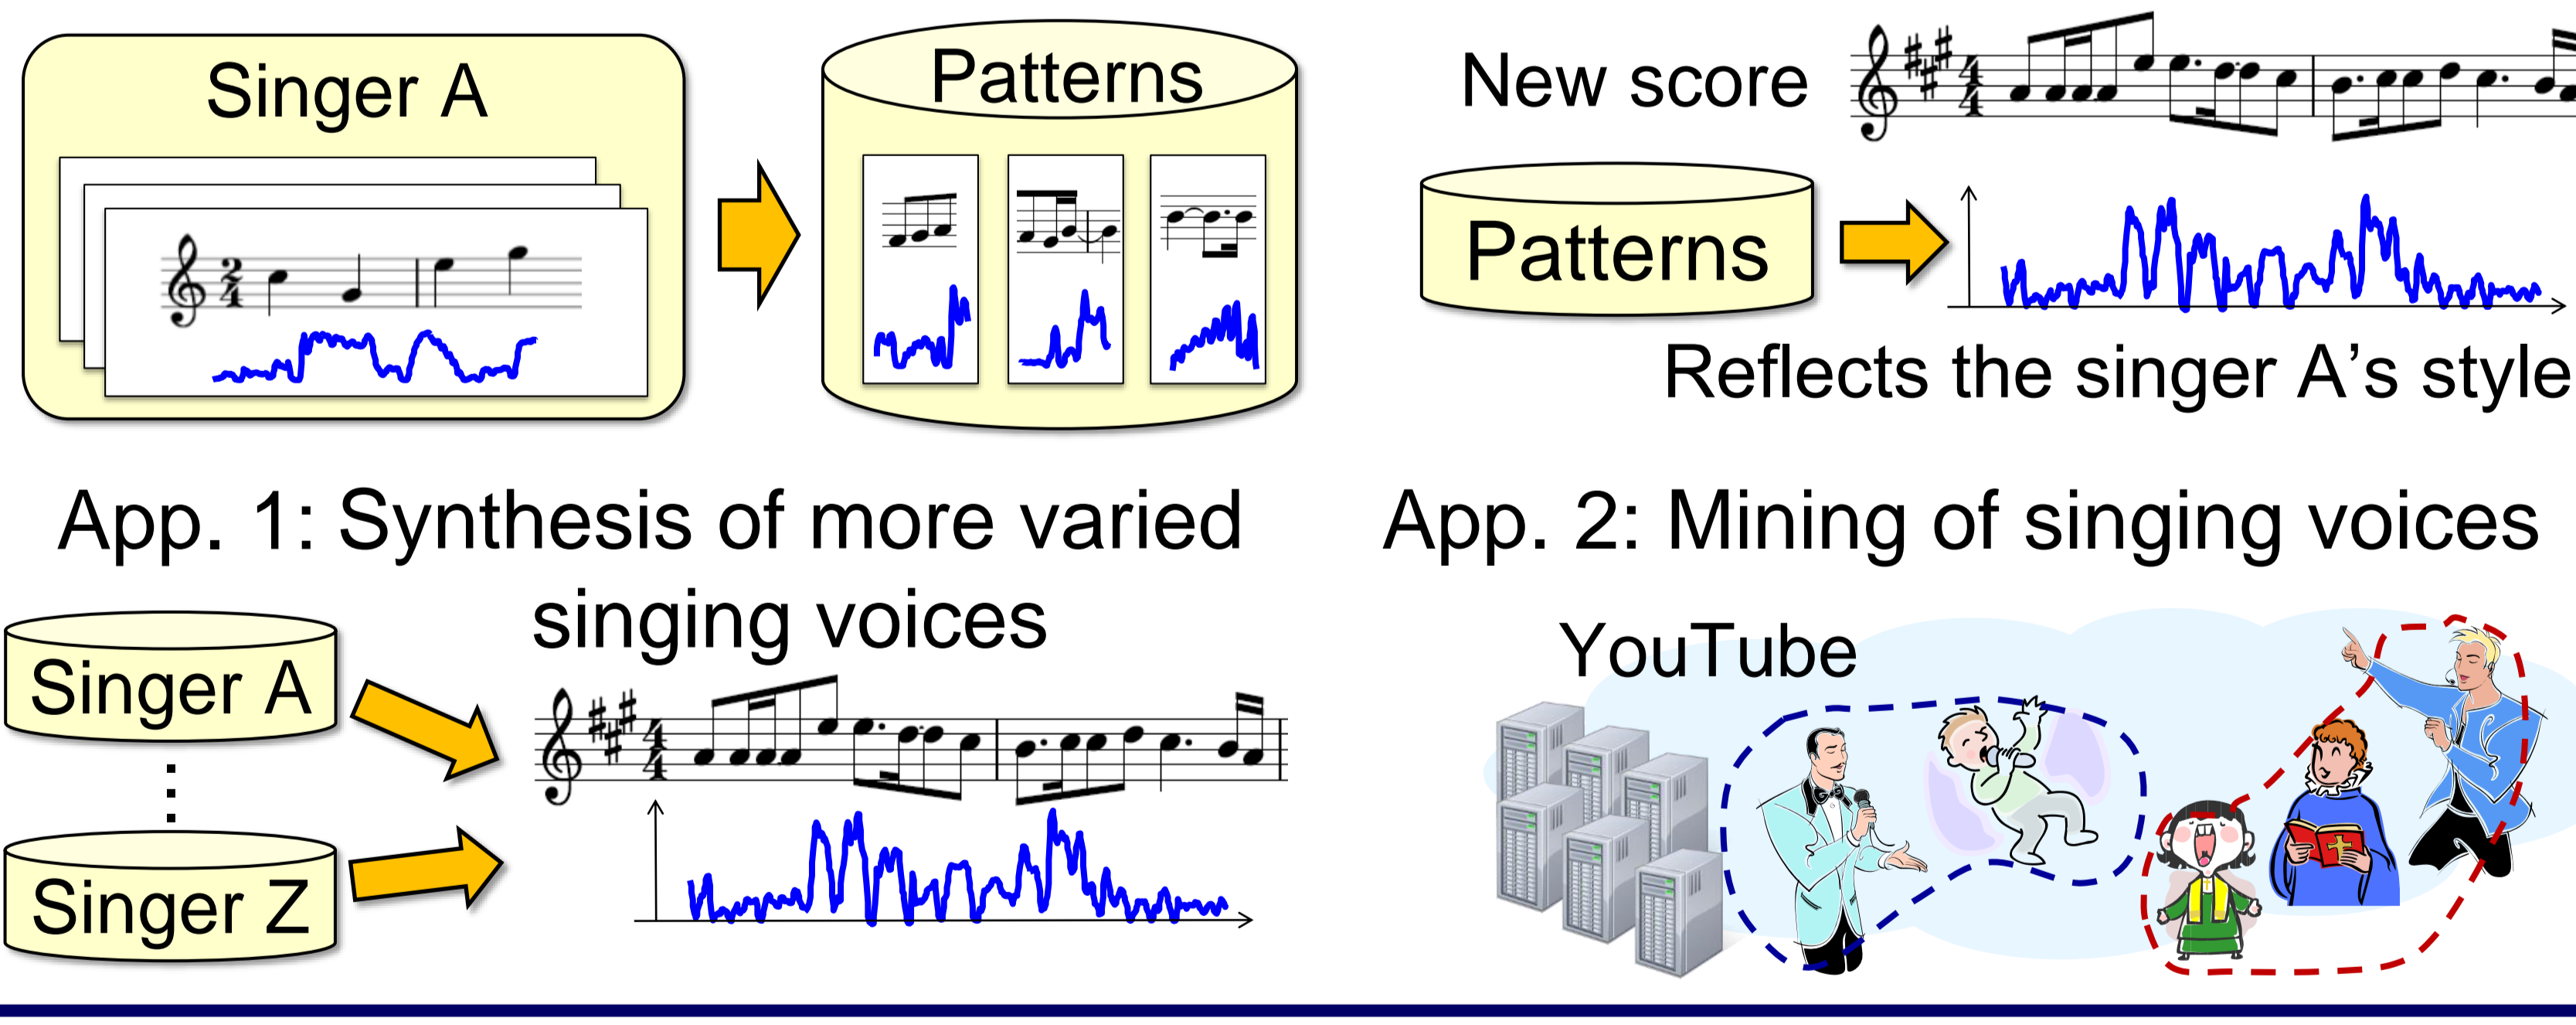 Singer A
Patterns
New score
Patterns
Reflects the singer A's style
App. 1: Synthesis of more varied
singing voices
Singer A
Singer Z
App. 2: Mining of singing voices
YouTube